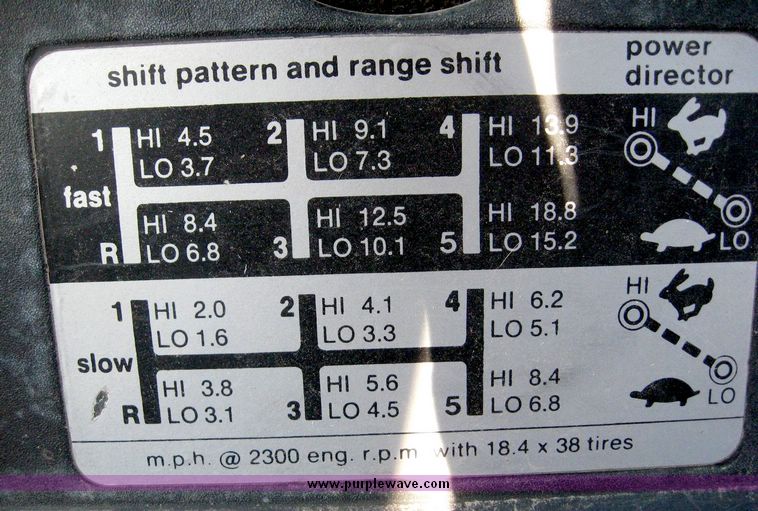 shift pattern and range shift power director
1 HI 4.5 2 HI 9.1 4 HI 13.9 HI
LO 3.7 LO 7.3 LO 11.3
fast
HI 8.4 HI 12.5 HI 18.8
R LO 6.8 3 LO 10.1 5 LO 15.2 LO
1 HI 2.0 2 HI 4.1 4 HI 6.2 HI
LO 1.6 LO 3.3 LO 5.1
slow
HI 3.8 HI 5.6 HI 8.4
R LO 3.1 3 LO 4.5 5 LO 6.8 LO
m.p.h. @ 2300 eng. r.p.m with 18.4 x 38 tires
www.purplewave.com